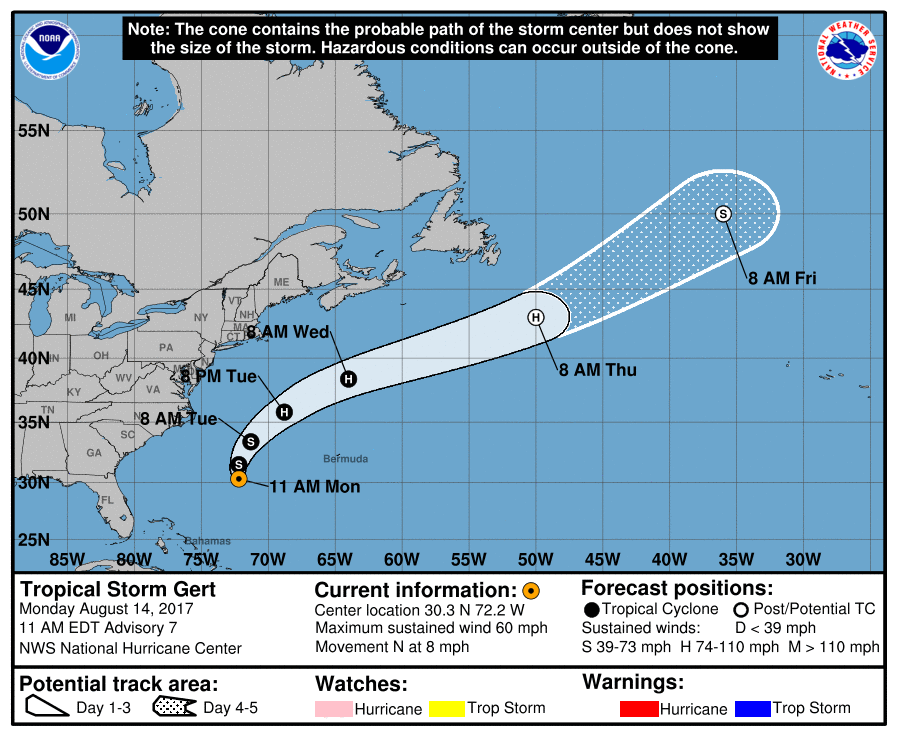 Note: The cone contains the probable path of the storm center but does not show
the size of the storm. Hazardous conditions can occur outside of the cone.
NOAA
NATIONAL WEATHER SERVICE
55N
50N
45N
40N
35N
30N
25N
8 AM Fri
8 AM Thu
8 AM Wed
8 PM Tue
8 AM Tue
11 AM Mon
S
H
H
H
S
S
ME
VT
NH
MA
CT
NY
MI
PA
OH
IN
WV
VA
KY
TN
SC
GA
FL
Bermuda
Bahamas
85W 80W 75W 70W 65W 60W 55W 50W 45W 40W 35W 30W
Tropical Storm Gert
Monday August 14, 2017
11 AM EDT Advisory 7
NWS National Hurricane Center
Current information:
Center location 30.3 N 72.2 W
Maximum sustained wind 60 mph
Movement N at 8 mph
Forecast positions:
Tropical Cyclone Post/Potential TC
Sustained winds: D < 39 mph
S 39-73 mph H 74-110 mph M > 110 mph
Potential track area:
Day 1-3 Day 4-5
Watches:
Hurricane Trop Storm
Warnings:
Hurricane Trop Storm